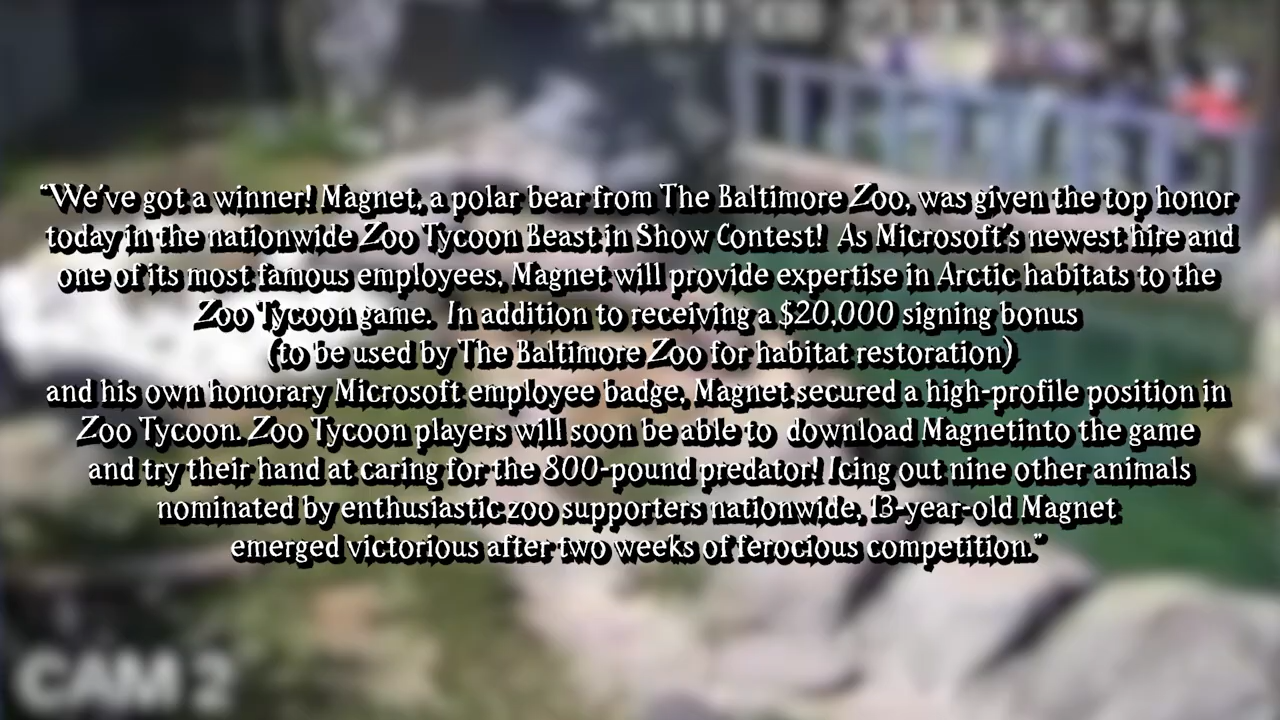 “We've got a winner! Magnet, a polar bear from The Baltimore Zoo, was given the top honor
today in the nationwide Zoo Tycoon Beast in Show Contest! As Microsoft's newest hire and
one of its most famous employees, Magnet will provide expertise in Arctic habitats to the
Zoo Tycoon game. In addition to receiving a $20,000 signing bonus
(to be used by The Baltimore Zoo for habitat restoration)
and his own honorary Microsoft employee badge, Magnet secured a high-profile position in
Zoo Tycoon. Zoo Tycoon players will soon be able to download Magnetinto the game
and try their hand at caring for the 800-pound predator! Icing out nine other animals
nominated by enthusiastic zoo supporters nationwide, 13-year-old Magnet
emerged victorious after two weeks of ferocious competition.”
CAM 2